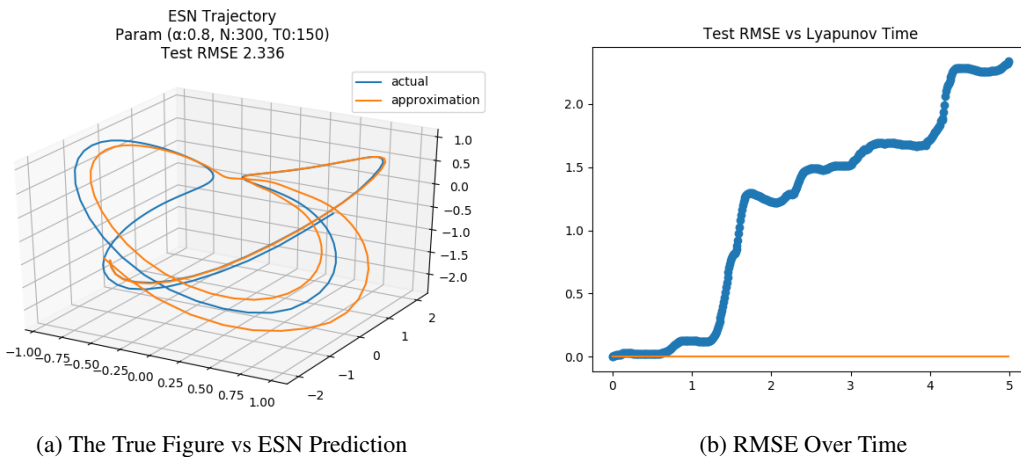 ESN Trajectory
Param (α:0.8, N:300, T0:150)
Test RMSE 2.336
actual
approximation
1.0
0.5
0.0
−0.5
−1.0
−1.5
−2.0
−1.00 −0.75 −0.50 −0.25 0.00 0.25 0.50 0.75 1.00
−2 −1 0 1 2
(a) The True Figure vs ESN Prediction
Test RMSE vs Lyapunov Time
2.0
1.5
1.0
0.5
0.0
0 1 2 3 4 5
(b) RMSE Over Time